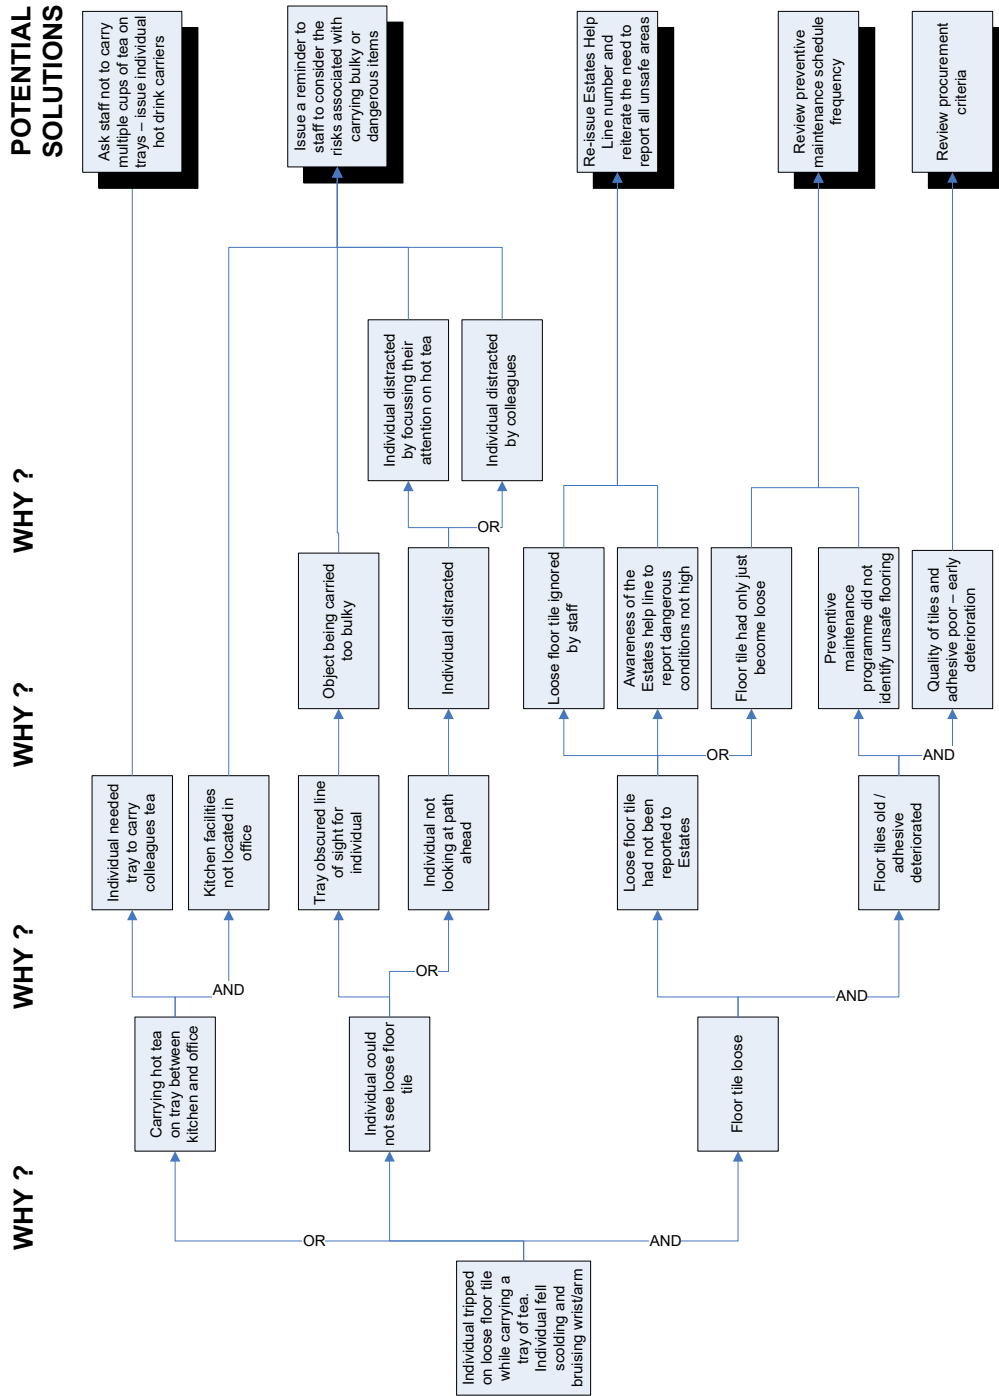 WHY ?
WHY ?
WHY ?
WHY ?
POTENTIAL
SOLUTIONS
Individual tripped
on loose floor tile
while carrying a
tray of tea.
Individual fell
scolding and
bruising wrist/arm
OR
AND
Carrying hot tea
on tray between
kitchen and office
Individual could
not see loose floor
tile
Floor tile loose
AND
OR
AND
Individual needed
tray to carry
colleagues tea
Kitchen facilities
not located in
office
Tray obscured line
of sight for
individual
Individual not
looking at path
ahead
Loose floor tile
had not been
reported to
Estates
Floor tiles old /
adhesive
deteriorated
OR
AND
Object being carried
too bulky
Individual distracted
Loose floor tile ignored
by staff
Awareness of the
Estates help line to
report dangerous
conditions not high
Floor tile had only just
become loose
Preventive
maintenance
programme did not
identify unsafe flooring
Quality of tiles and
adhesive poor – early
deterioration
OR
Individual distracted
by focussing their
attention on hot tea
Individual distracted
by colleagues
Ask staff not to carry
multiple cups of tea on
trays – issue individual
hot drink carriers
Issue a reminder to
staff to consider the
risks associated with
carrying bulky or
dangerous items
Re-issue Estates Help
Line number and
reiterate the need to
report all unsafe areas
Review preventive
maintenance schedule
frequency
Review procurement
criteria